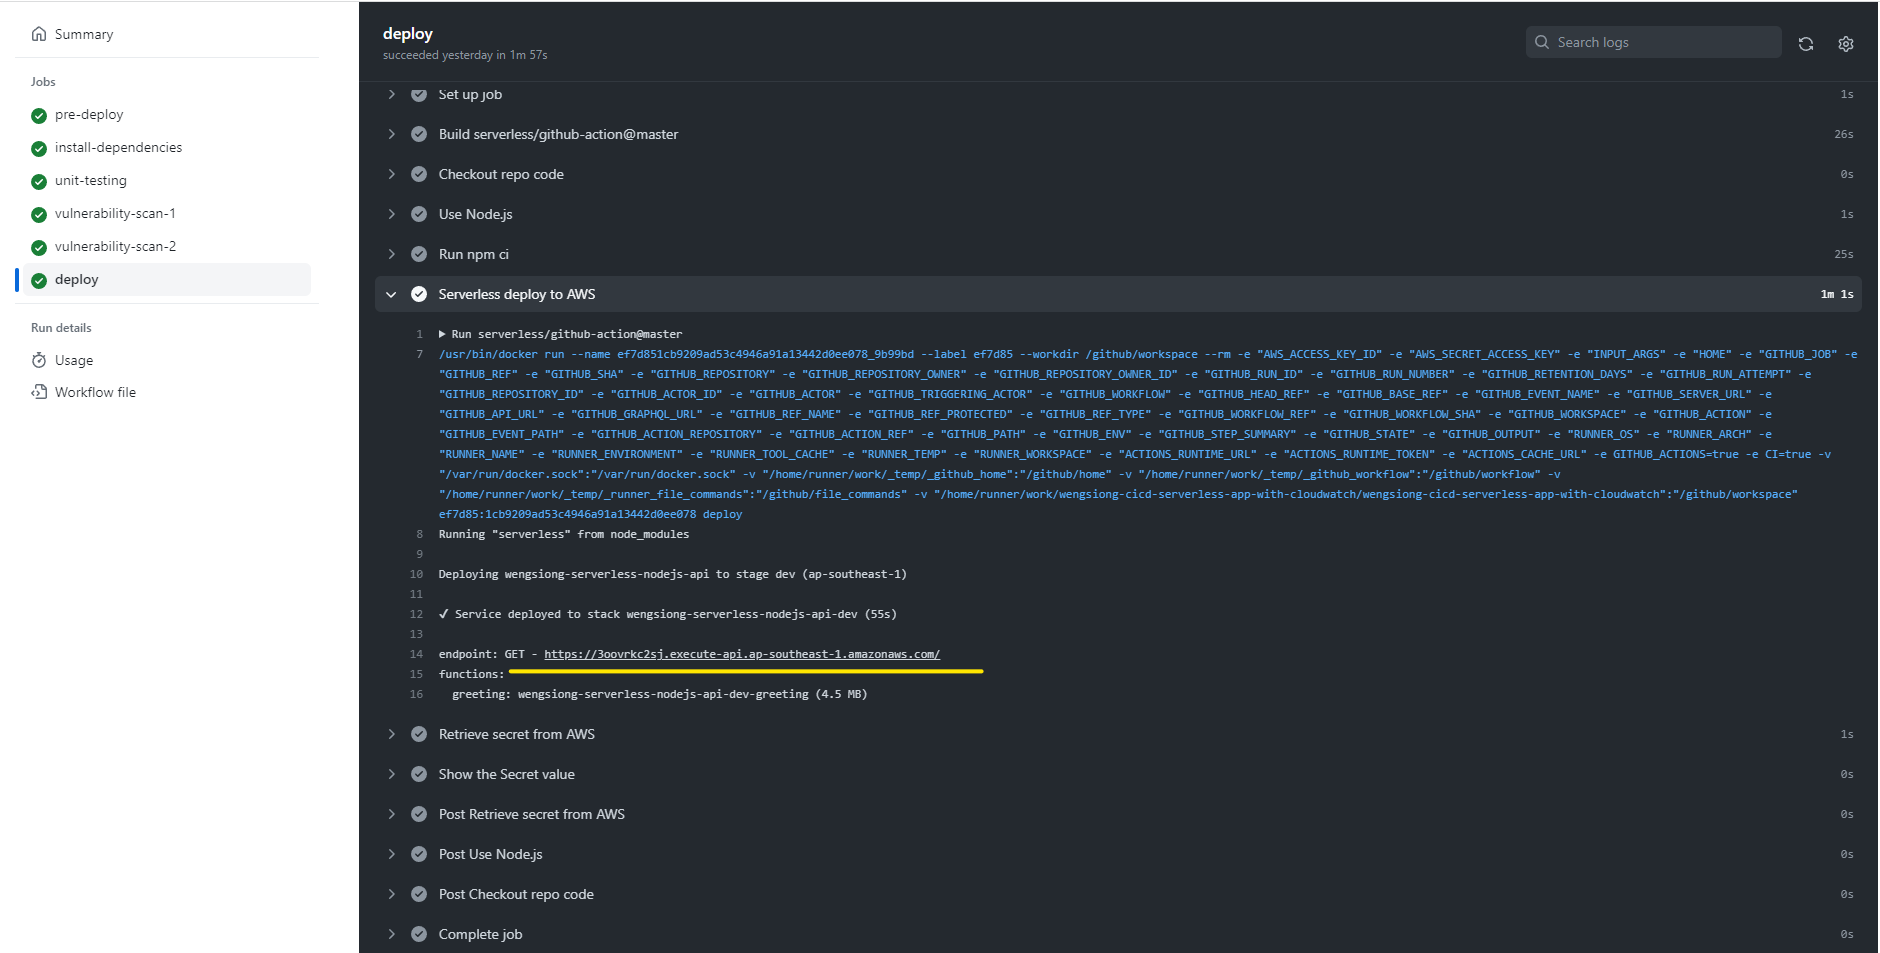 Summary
Jobs
pre-deploy
install-dependencies
unit-testing
vulnerability-scan-1
vulnerability-scan-2
deploy
Run details
Usage
Workflow file
deploy
succeeded yesterday in 1m 57s
Search logs
Set up job 1s
Build serverless/github-action@master 26s
Checkout repo code 0s
Use Node.js 1s
Run npm ci 25s
Serverless deploy to AWS 1m 1s
1 Run serverless/github-action@master
7 /usr/bin/docker run --name ef7d851cb9209ad53c4946a91a13442d0ee078_9b99bd --label ef7d85 --workdir /github/workspace --rm -e "AWS_ACCESS_KEY_ID" -e "AWS_SECRET_ACCESS_KEY" -e "INPUT_ARGS" -e "HOME" -e "GITHUB_JOB" -e
"GITHUB_REF" -e "GITHUB_SHA" -e "GITHUB_REPOSITORY" -e "GITHUB_REPOSITORY_OWNER" -e "GITHUB_REPOSITORY_OWNER_ID" -e "GITHUB_RUN_ID" -e "GITHUB_RUN_NUMBER" -e "GITHUB_RETENTION_DAYS" -e "GITHUB_RUN_ATTEMPT" -e
"GITHUB_REPOSITORY_ID" -e "GITHUB_ACTOR_ID" -e "GITHUB_ACTOR" -e "GITHUB_TRIGGERING_ACTOR" -e "GITHUB_WORKFLOW" -e "GITHUB_HEAD_REF" -e "GITHUB_BASE_REF" -e "GITHUB_EVENT_NAME" -e "GITHUB_SERVER_URL" -e
"GITHUB_API_URL" -e "GITHUB_GRAPHQL_URL" -e "GITHUB_REF_NAME" -e "GITHUB_REF_PROTECTED" -e "GITHUB_REF_TYPE" -e "GITHUB_WORKFLOW_REF" -e "GITHUB_WORKFLOW_SHA" -e "GITHUB_WORKSPACE" -e "GITHUB_ACTION" -e
"GITHUB_EVENT_PATH" -e "GITHUB_ACTION_REPOSITORY" -e "GITHUB_ACTION_REF" -e "GITHUB_PATH" -e "GITHUB_ENV" -e "GITHUB_STEP_SUMMARY" -e "GITHUB_STATE" -e "GITHUB_OUTPUT" -e "RUNNER_OS" -e "RUNNER_ARCH" -e
"RUNNER_NAME" -e "RUNNER_ENVIRONMENT" -e "RUNNER_TOOL_CACHE" -e "RUNNER_TEMP" -e "RUNNER_WORKSPACE" -e "ACTIONS_RUNTIME_URL" -e "ACTIONS_RUNTIME_TOKEN" -e "ACTIONS_CACHE_URL" -e GITHUB_ACTIONS=true -e CI=true -v
"/var/run/docker.sock":"/var/run/docker.sock" -v "/home/runner/work/_temp/_github_home":"/github/home" -v "/home/runner/work/_temp/_github_workflow":"/github/workflow" -v
"/home/runner/work/_temp/_runner_file_commands":"/github/file_commands" -v "/home/runner/work/wengsiong-cicd-serverless-app-with-cloudwatch/wengsiong-cicd-serverless-app-with-cloudwatch":"/github/workspace"
ef7d85:1cb9209ad53c4946a91a13442d0ee078 deploy
8 Running "serverless" from node_modules
9
10 Deploying wengsiong-serverless-nodejs-api to stage dev (ap-southeast-1)
11
12 ✔ Service deployed to stack wengsiong-serverless-nodejs-api-dev (55s)
13
14 endpoint: GET - https://3oovrkc2sj.execute-api.ap-southeast-1.amazonaws.com/
15 functions:
16 greeting: wengsiong-serverless-nodejs-api-dev-greeting (4.5 MB)
Retrieve secret from AWS 1s
Show the Secret value 0s
Post Retrieve secret from AWS 0s
Post Use Node.js 0s
Post Checkout repo code 0s
Complete job 0s